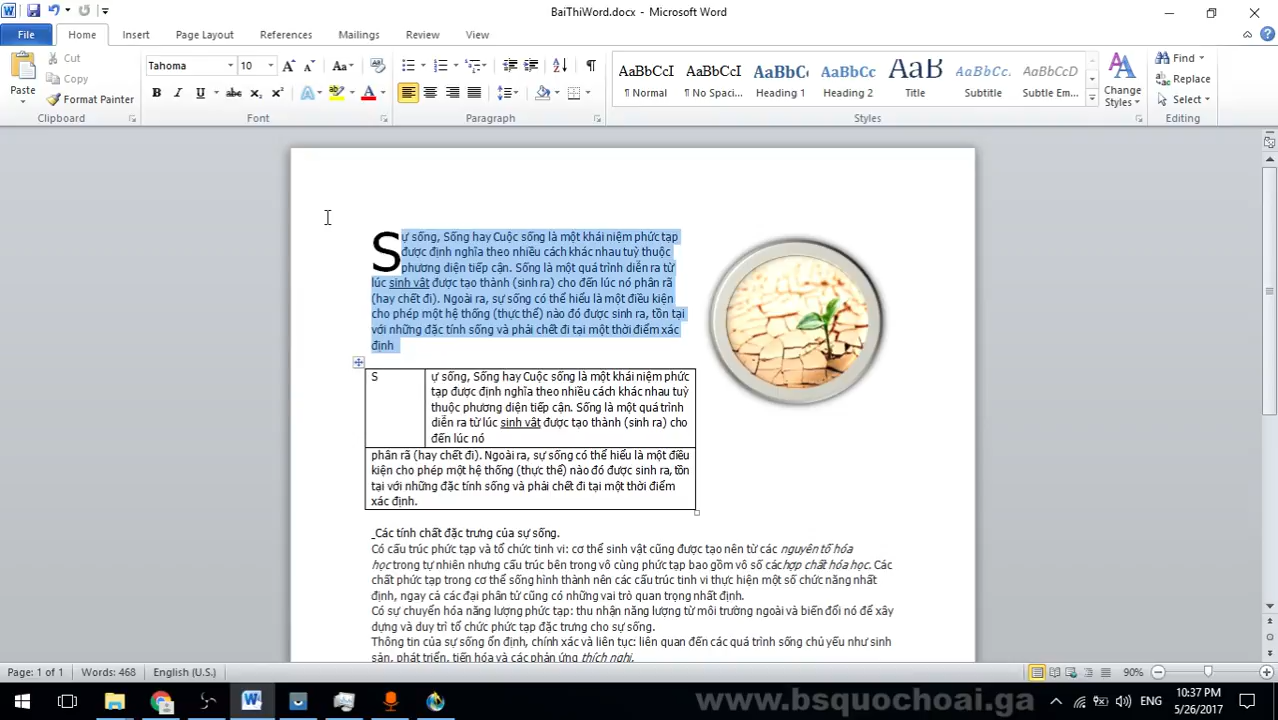 BaiThiWord.docx - Microsoft Word
File Home Insert Page Layout References Mailings Review View
Paste
Cut
Copy
Format Painter
Clipboard
Tahoma 10
Font
Paragraph
AaBbCcI AaBbCcI AaBbC AaBbCc AaB AaBbCcI AaBbCcD
¶ Normal ¶ No Spaci... Heading 1 Heading 2 Title Subtitle Subtle Em...
Change
Styles
Styles
Find
Replace
Select
Editing
Sự sống, Sống hay Cuộc sống là một khái niệm phức tạp
được định nghĩa theo nhiều cách khác nhau tuỳ thuộc
phương diện tiếp cận. Sống là một quá trình diễn ra từ
lúc sinh vật được tạo thành (sinh ra) cho đến lúc nó phân rã
(hay chết đi). Ngoài ra, sự sống có thể hiểu là một điều kiện
cho phép một hệ thống (thực thể) nào đó được sinh ra, tồn tại
với những đặc tính sống và phải chết đi tại một thời điểm xác
định
S
ự sống, Sống hay Cuộc sống là một khái niệm phức
tạp được định nghĩa theo nhiều cách khác nhau tuỳ
thuộc phương diện tiếp cận. Sống là một quá trình
diễn ra từ lúc sinh vật được tạo thành (sinh ra) cho
đến lúc nó
phân rã (hay chết đi). Ngoài ra, sự sống có thể hiểu là một điều
kiện cho phép một hệ thống (thực thể) nào đó được sinh ra, tồn
tại với những đặc tính sống và phải chết đi tại một thời điểm
xác định.
Các tính chất đặc trưng của sự sống.
Có cấu trúc phức tạp và tổ chức tinh vi: cơ thể sinh vật cũng được tạo nên từ các nguyên tố hóa
học trong tự nhiên nhưng cấu trúc bên trong vô cùng phức tạp bao gồm vô số các hợp chất hóa học. Các
chất phức tạp trong cơ thể sống hình thành nên các cấu trúc tinh vi thực hiện một số chức năng nhất
định, ngay cả các đại phân tử cũng có những vai trò quan trọng nhất định.
Có sự chuyển hóa năng lượng phức tạp: thu nhận năng lượng từ môi trường ngoài và biến đổi nó để xây
dựng và duy trì tổ chức phức tạp đặc trưng cho sự sống.
Thông tin của sự sống ổn định, chính xác và liên tục: liên quan đến các quá trình sống chủ yếu như sinh
sản, phát triển, tiến hóa và các phản ứng thích nghi.
Page: 1 of 1 Words: 468 English (U.S.) 90%
www.bsquochoai.ga
ENG
10:37 PM
5/26/2017